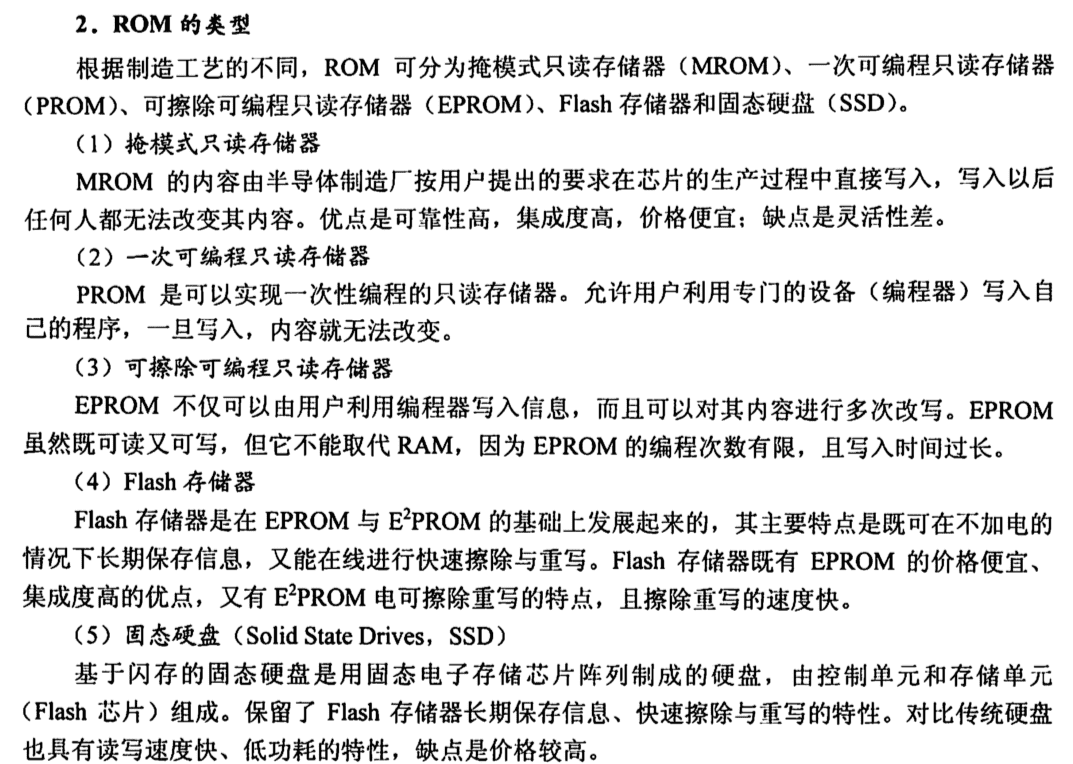 2．ROM 的类型
根据制造工艺的不同，ROM 可分为掩模式只读存储器（MROM）、一次可编程只读存储器
（PROM）、可擦除可编程只读存储器（EPROM）、Flash 存储器和固态硬盘（SSD）。
（1）掩模式只读存储器
MROM 的内容由半导体制造厂按用户提出的要求在芯片的生产过程中直接写入，写入以后
任何人都无法改变其内容。优点是可靠性高，集成度高，价格便宜；缺点是灵活性差。
（2）一次可编程只读存储器
PROM 是可以实现一次性编程的只读存储器。允许用户利用专门的设备（编程器）写入自
己的程序，一旦写入，内容就无法改变。
（3）可擦除可编程只读存储器
EPROM 不仅可以由用户利用编程器写入信息，而且可以对其内容进行多次改写。EPROM
虽然既可读又可写，但它不能取代 RAM，因为 EPROM 的编程次数有限，且写入时间过长。
（4）Flash 存储器
Flash 存储器是在 EPROM 与 E²PROM 的基础上发展起来的，其主要特点是既可在不加电的
情况下长期保存信息，又能在线进行快速擦除与重写。Flash 存储器既有 EPROM 的价格便宜、
集成度高的优点，又有 E²PROM 电可擦除重写的特点，且擦除重写的速度快。
（5）固态硬盘（Solid State Drives，SSD）
基于闪存的固态硬盘是用固态电子存储芯片阵列制成的硬盘，由控制单元和存储单元
（Flash 芯片）组成。保留了 Flash 存储器长期保存信息、快速擦除与重写的特性。对比传统硬盘
也具有读写速度快、低功耗的特性，缺点是价格较高。